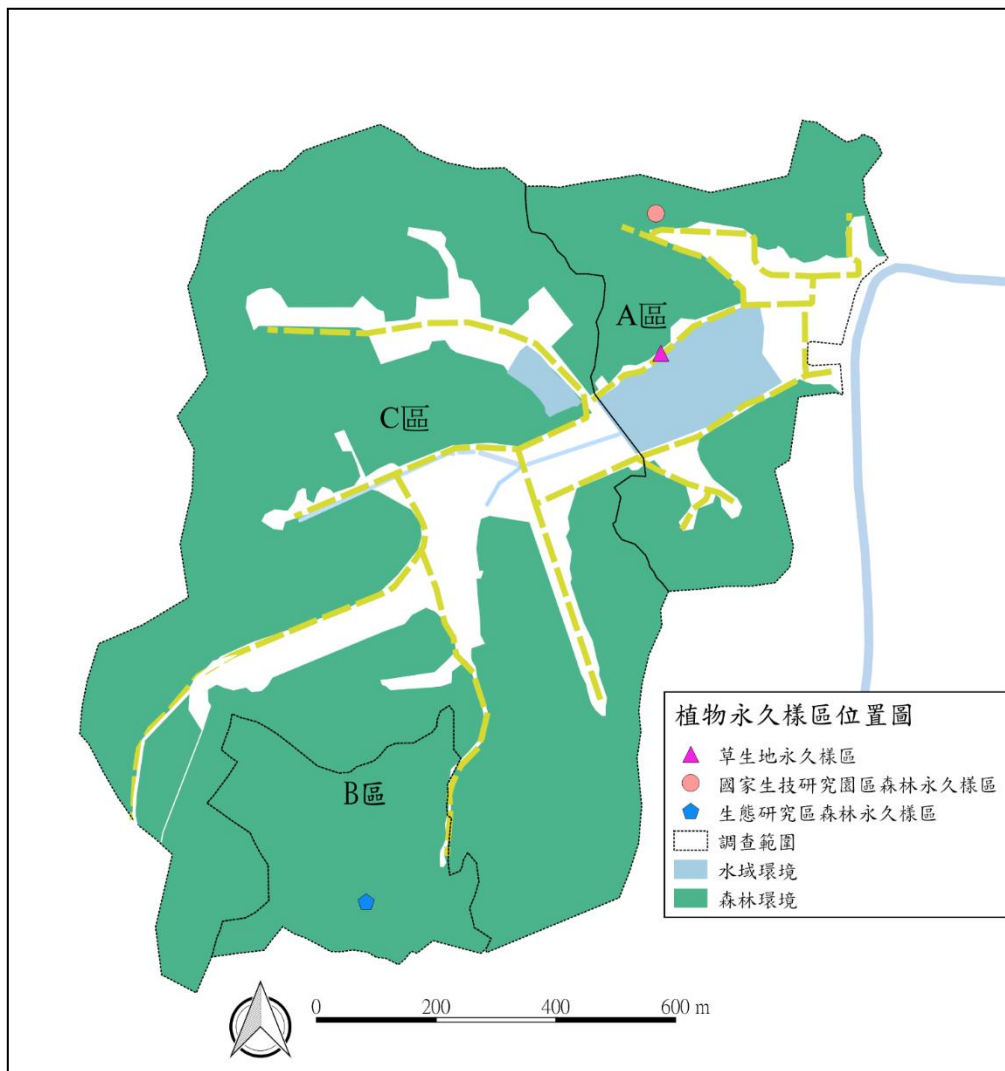 A區
C區
B區
植物永久樣區位置圖
草生地永久樣區
國家生技研究園區森林永久樣區
生態研究區森林永久樣區
調查範圍
水域環境
森林環境
0 200 400 600 m